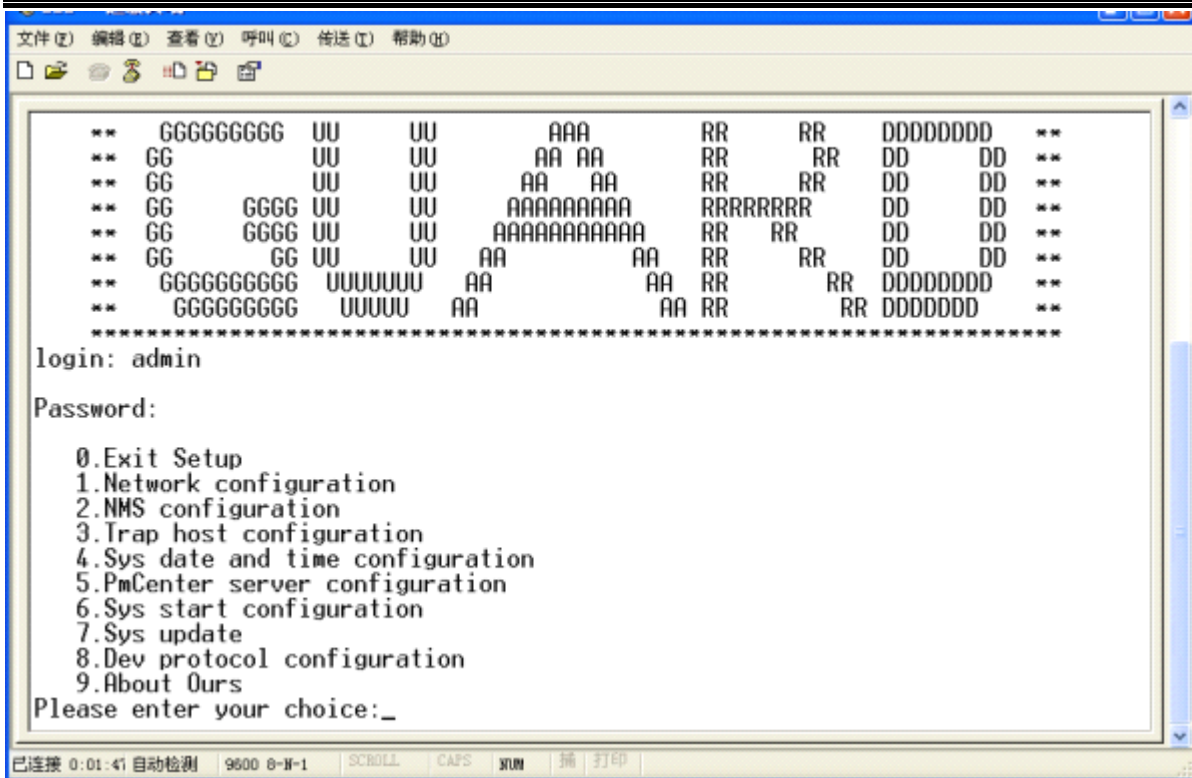 文件(F) 编辑(E) 查看(V) 呼叫(C) 传送(T) 帮助(H)
** GGGGGGGGG UU UU AAA RR RR DDDDDDDD **
** GG UU UU AA AA RR RR DD DD **
** GG UU UU AA AA RR RR DD DD **
** GG GGGG UU UU AAAAAAAAA RRRRRRRR DD DD **
** GG GGGG UU UU AAAAAAAAAAA RR RR DD DD **
** GG GG UU UU AA AA RR RR DD DD **
** GGGGGGGGGG UUUUUUU AA AA RR RR DDDDDDDD **
** GGGGGGGGG UUUUU AA AA RR RR DDDDDDD **
**********************************************************************
login: admin
Password:
0.Exit Setup
1.Network configuration
2.NMS configuration
3.Trap host configuration
4.Sys date and time configuration
5.PmCenter server configuration
6.Sys start configuration
7.Sys update
8.Dev protocol configuration
9.About Ours
Please enter your choice:_
已连接 0:01:47 自动检测 9600 8-N-1 SCROLL CAPS NUM 捕 打印